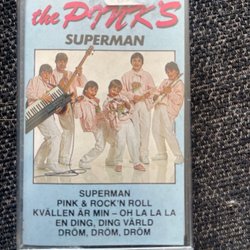 the P!NK'S
SUPERMAN
SUPERMAN
PINK & ROCK'N ROLL
KVÄLLEN ÄR MIN – OH LA LA LA
EN DING, DING VÄRLD
DRÖM, DRÖM, DRÖM